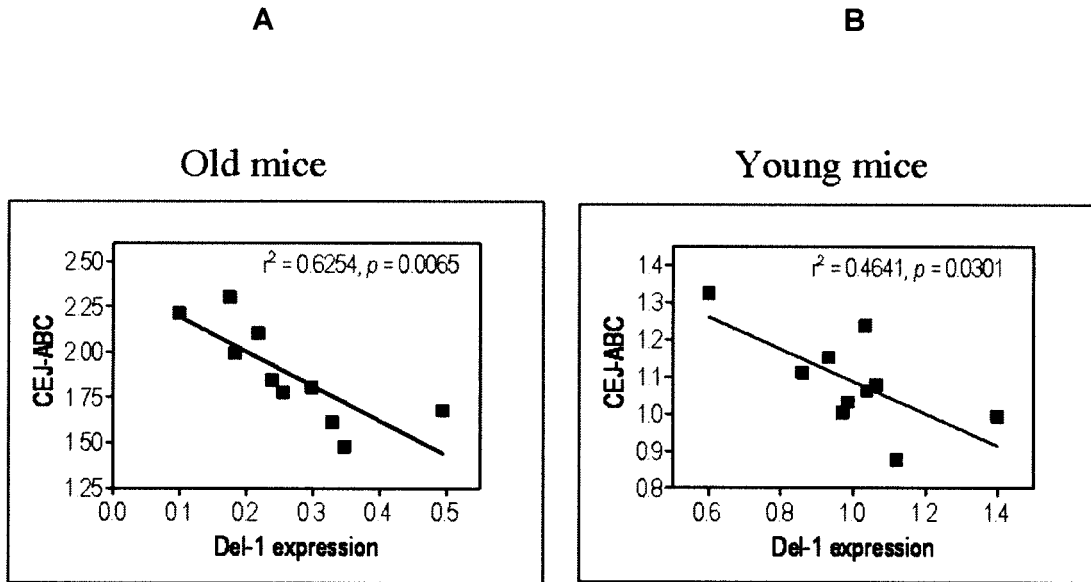 A
B
Old mice
Young mice
r² = 0.6254, p = 0.0065
2.50
2.25
2.00
1.75
1.50
1.25
CEJ-ABC
0.0 0.1 0.2 0.3 0.4 0.5
Del-1 expression
r² = 0.4641, p = 0.0301
1.4
1.3
1.2
1.1
1.0
0.9
0.8
CEJ-ABC
0.6 0.8 1.0 1.2 1.4
Del-1 expression